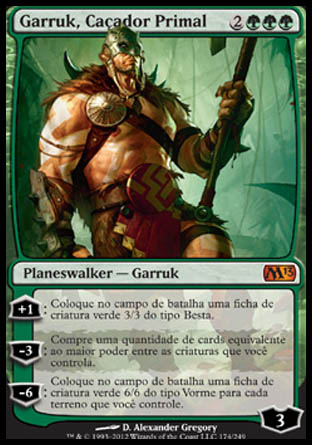 Garruk, Caçador Primal 2
Planeswalker — Garruk M13
+1 : Coloque no campo de batalha uma ficha de
criatura verde 3/3 do tipo Besta.
-3 : Compre uma quantidade de cards equivalente
ao maior poder entre as criaturas que você
controla.
-6 : Coloque no campo de batalha uma ficha de
criatura verde 6/6 do tipo Vorme para cada
terreno que você controle.
D. Alexander Gregory
™ & © 1993–2012 Wizards of the Coast LLC 174/249
3